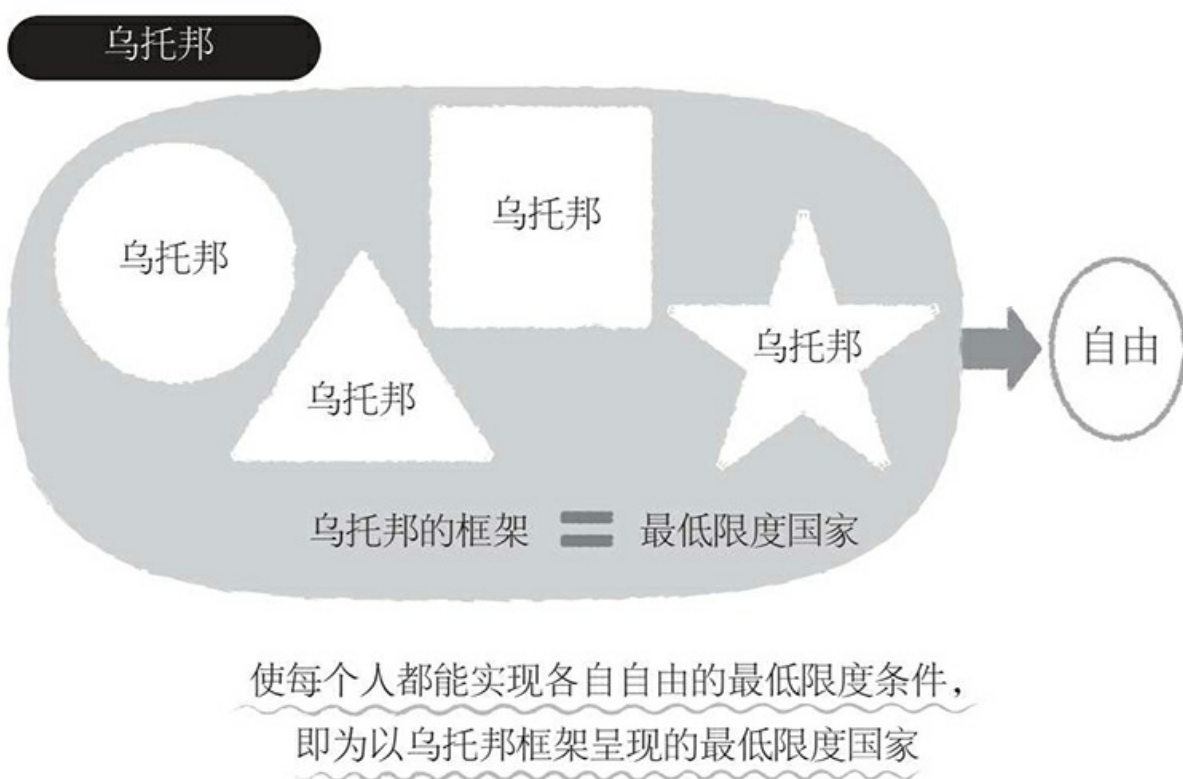 乌托邦
乌托邦
乌托邦
乌托邦
乌托邦
自由
乌托邦的框架 = 最低限度国家
使每个人都能实现各自自由的最低限度条件，
即为以乌托邦框架呈现的最低限度国家